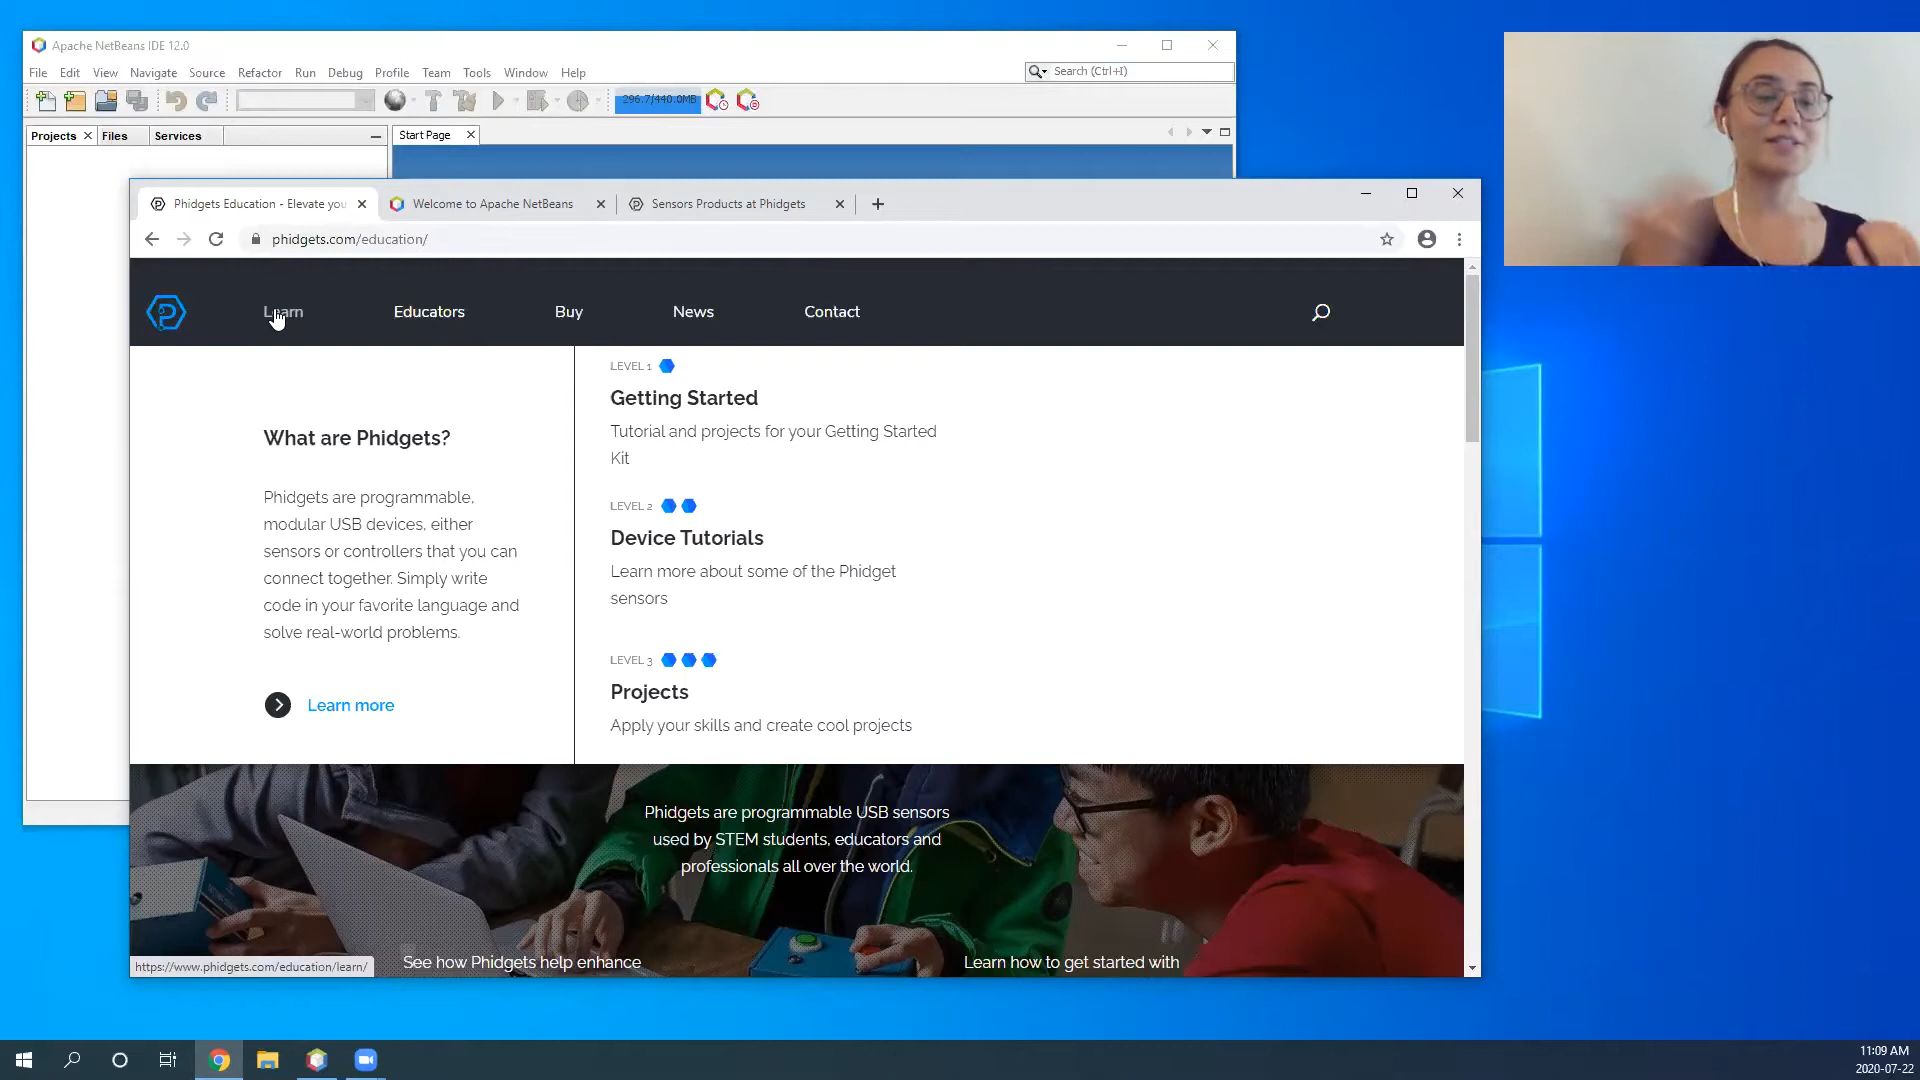 Apache NetBeans IDE 12.0
File Edit View Navigate Source Refactor Run Debug Profile Team Tools Window Help
Search (Ctrl+I)
296.7/440.0MB
Projects Files Services
Start Page
Phidgets Education - Elevate you
Welcome to Apache NetBeans
Sensors Products at Phidgets
phidgets.com/education/
Learn Educators Buy News Contact
What are Phidgets?
Phidgets are programmable,
modular USB devices, either
sensors or controllers that you can
connect together. Simply write
code in your favorite language and
solve real-world problems.
Learn more
LEVEL 1
Getting Started
Tutorial and projects for your Getting Started
Kit
LEVEL 2
Device Tutorials
Learn more about some of the Phidget
sensors
LEVEL 3
Projects
Apply your skills and create cool projects
Phidgets are programmable USB sensors
used by STEM students, educators and
professionals all over the world.
See how Phidgets help enhance
Learn how to get started with
https://www.phidgets.com/education/learn/
11:09 AM
2020-07-22